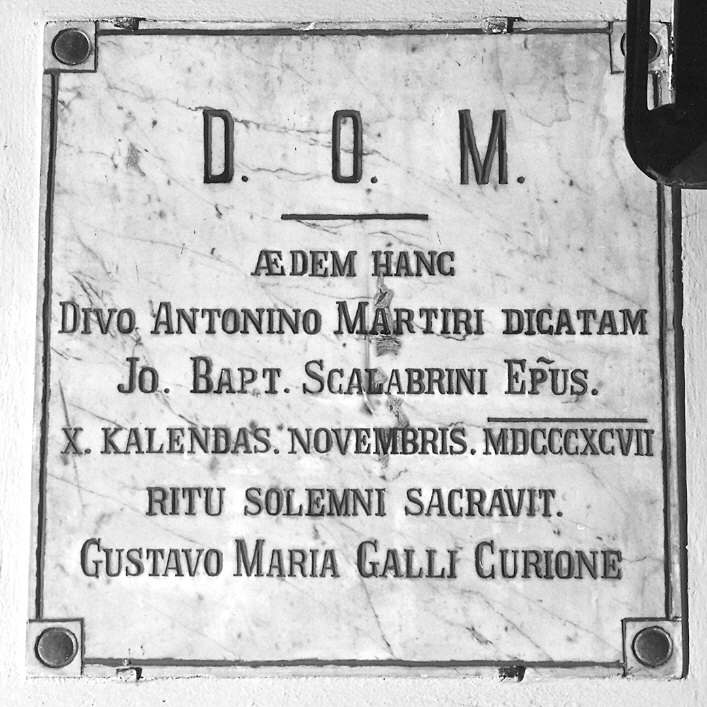 D. O. M.
ÆDEM HANC
DIVO ANTONINO MARTIRI DICATAM
JO. BAPT. SCALABRINI EP̃US.
X. KALENDAS. NOVEMBRIS. MDCCCXCVII
RITU SOLEMNI SACRAVIT.
GUSTAVO MARIA GALLI CURIONE